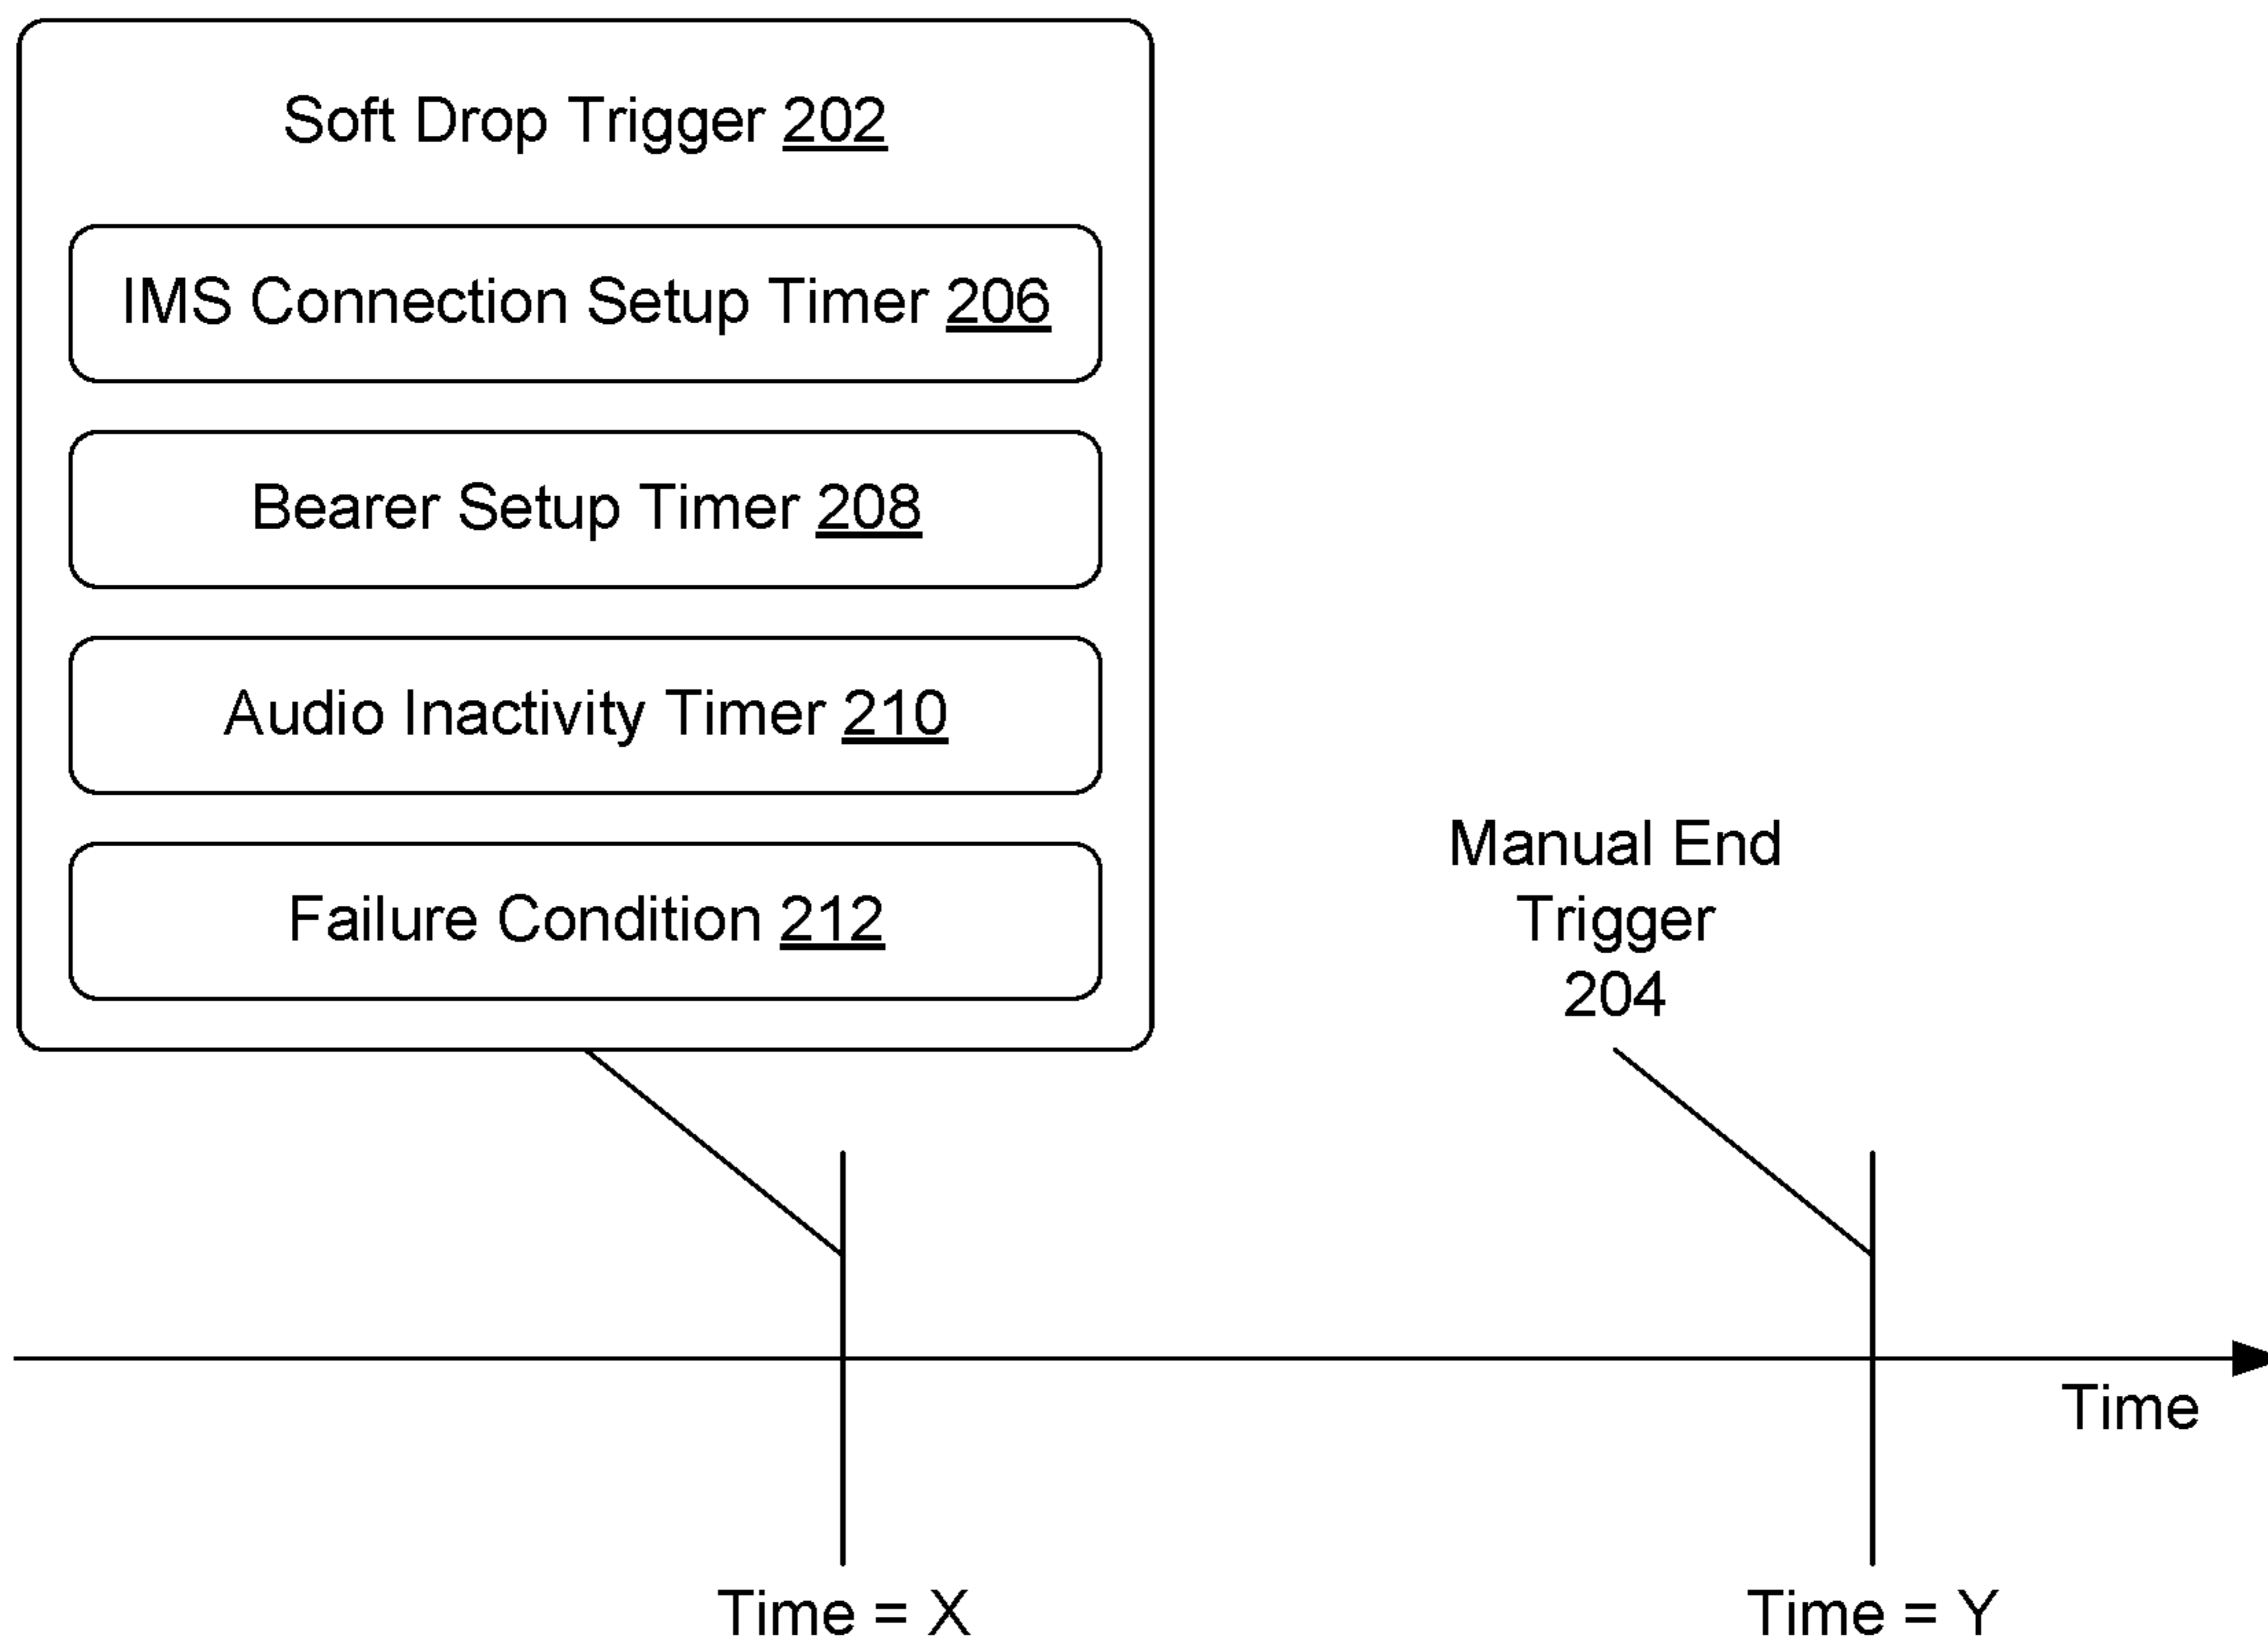 Soft Drop Trigger 202
IMS Connection Setup Timer 206
Bearer Setup Timer 208
Audio Inactivity Timer 210
Failure Condition 212
Manual End
Trigger
204
Time
Time = X
Time = Y